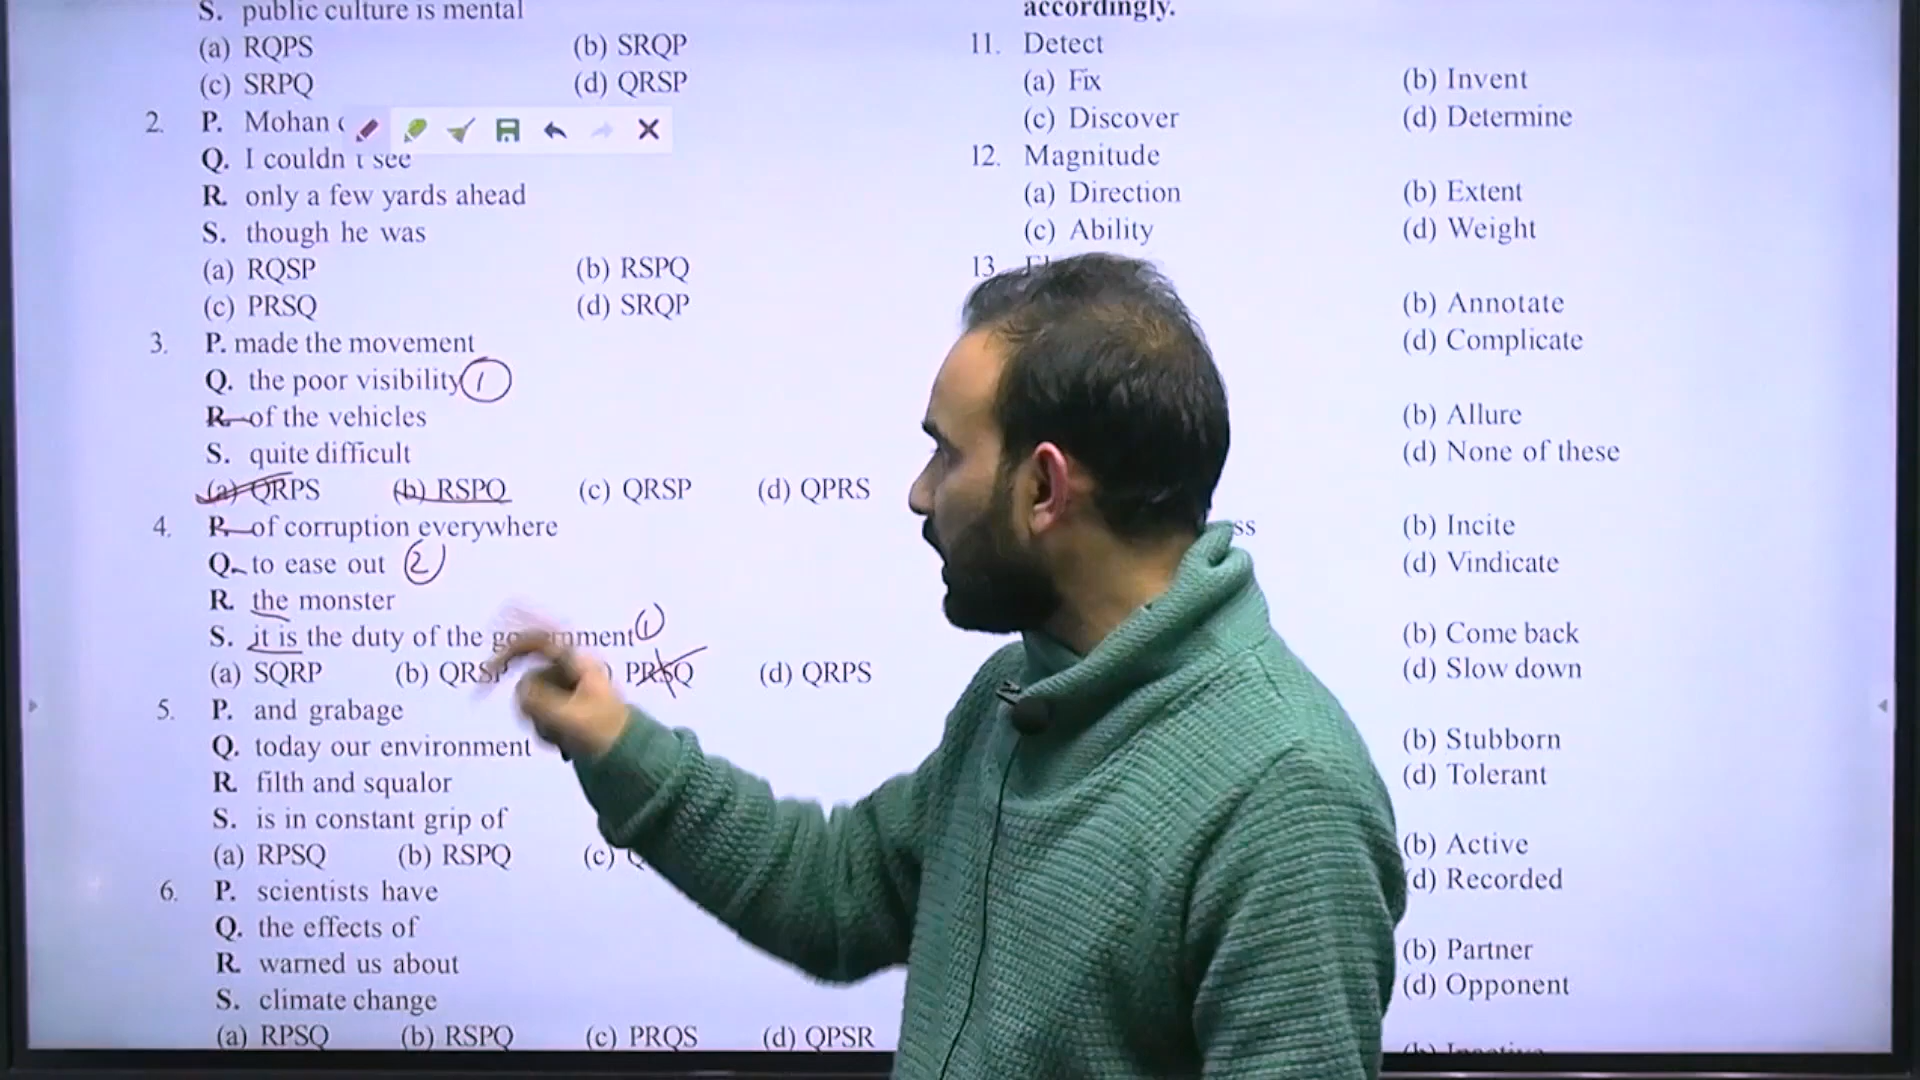 S. public culture is mental
(a) RQPS (b) SRQP
(c) SRPQ (d) QRSP
2. P. Mohan
Q. I couldn't see
R. only a few yards ahead
S. though he was
(a) RQSP (b) RSPQ
(c) PRSQ (d) SRQP
3. P. made the movement
Q. the poor visibility 1
R. of the vehicles
S. quite difficult
(a) QRPS (b) RSPQ (c) QRSP (d) QPRS
4. P. of corruption everywhere
Q. to ease out 2
R. the monster
S. it is the duty of the government 1
(a) SQRP (b) QRSP ) PRSQ (d) QRPS
5. P. and grabage
Q. today our environment
R. filth and squalor
S. is in constant grip of
(a) RPSQ (b) RSPQ (c)
6. P. scientists have
Q. the effects of
R. warned us about
S. climate change
(a) RPSQ (b) RSPQ (c) PRQS (d) QPSR
accordingly.
11. Detect
(a) Fix (b) Invent
(c) Discover (d) Determine
12. Magnitude
(a) Direction (b) Extent
(c) Ability (d) Weight
13.
(b) Annotate
(d) Complicate
(b) Allure
(d) None of these
ss (b) Incite
(d) Vindicate
(b) Come back
(d) Slow down
(b) Stubborn
(d) Tolerant
(b) Active
(d) Recorded
(b) Partner
(d) Opponent